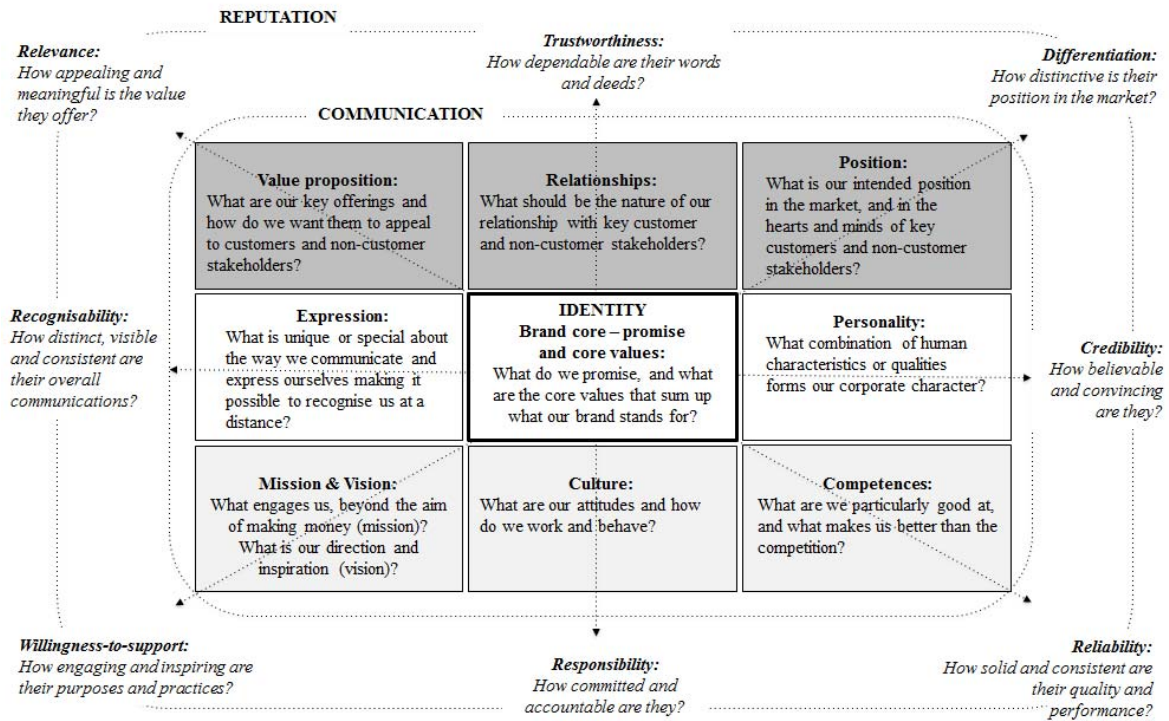 REPUTATION
Relevance:
How appealing and
meaningful is the value
they offer?
Trustworthiness:
How dependable are their words
and deeds?
Differentiation:
How distinctive is their
position in the market?
COMMUNICATION
Value proposition:
What are our key offerings and
how do we want them to appeal
to customers and non-customer
stakeholders?
Relationships:
What should be the nature of our
relationship with key customer
and non-customer stakeholders?
Position:
What is our intended position
in the market, and in the
hearts and minds of key
customers and non-customer
stakeholders?
Recognisability:
How distinct, visible
and consistent are
their overall
communications?
Expression:
What is unique or special about
the way we communicate and
express ourselves making it
possible to recognise us at a
distance?
IDENTITY
Brand core – promise
and core values:
What do we promise, and what
are the core values that sum up
what our brand stands for?
Personality:
What combination of human
characteristics or qualities
forms our corporate character?
Credibility:
How believable
and convincing
are they?
Mission & Vision:
What engages us, beyond the aim
of making money (mission)?
What is our direction and
inspiration (vision)?
Culture:
What are our attitudes and how
do we work and behave?
Competences:
What are we particularly good at,
and what makes us better than the
competition?
Willingness-to-support:
How engaging and inspiring are
their purposes and practices?
Responsibility:
How committed and
accountable are they?
Reliability:
How solid and consistent are
their quality and
performance?